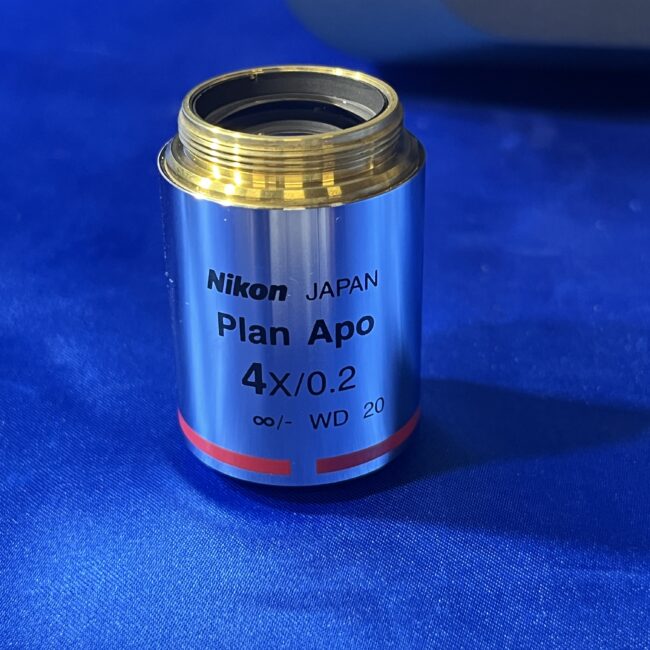 Nikon JAPAN
Plan Apo
4X/0.2
∞/- WD 20